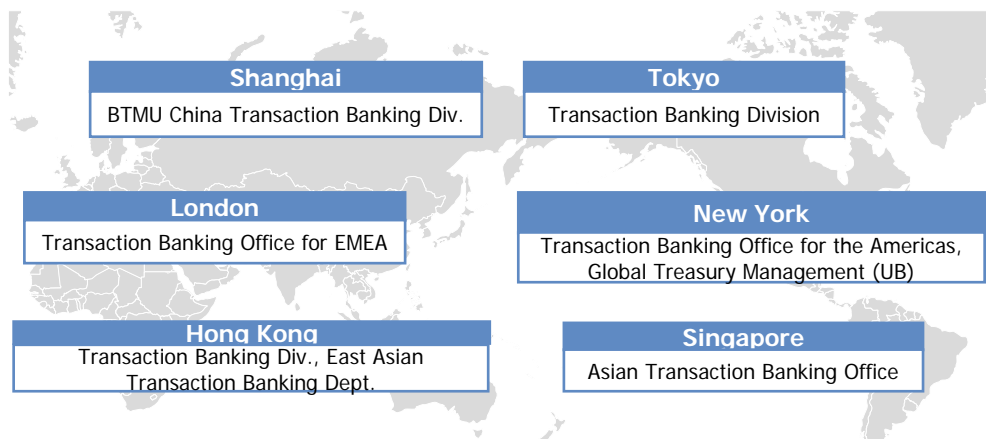 Shanghai
BTMU China Transaction Banking Div.
Tokyo
Transaction Banking Division
London
Transaction Banking Office for EMEA
New York
Transaction Banking Office for the Americas,
Global Treasury Management (UB)
Hong Kong
Transaction Banking Div., East Asian
Transaction Banking Dept.
Singapore
Asian Transaction Banking Office